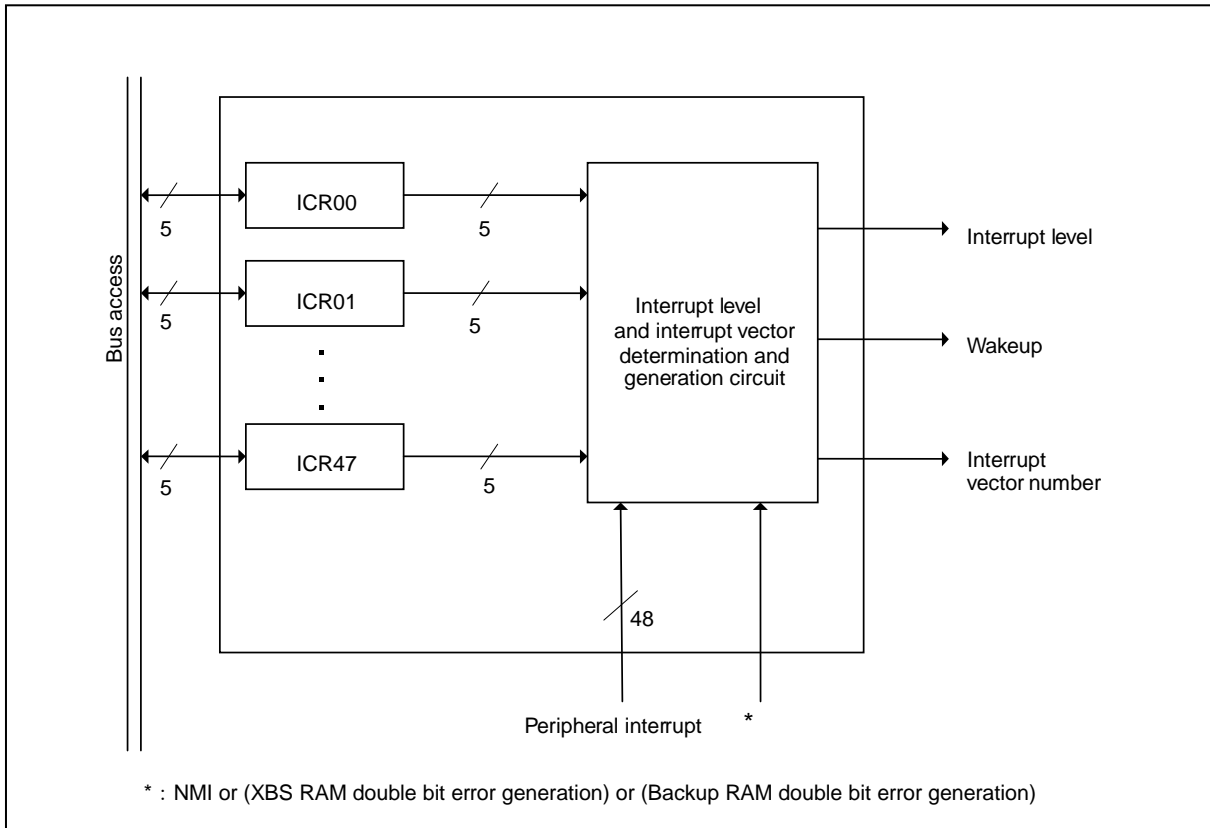 Bus access
ICR00
5
5
ICR01
5
5
.
.
.
ICR47
5
5
Interrupt level
and interrupt vector
determination and
generation circuit
Interrupt level
Wakeup
Interrupt
vector number
48
Peripheral interrupt
*
* : NMI or (XBS RAM double bit error generation) or (Backup RAM double bit error generation)